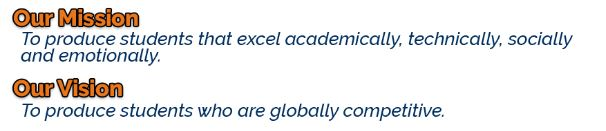 Our Mission
To produce students that excel academically, technically, socially
and emotionally.
Our Vision
To produce students who are globally competitive.